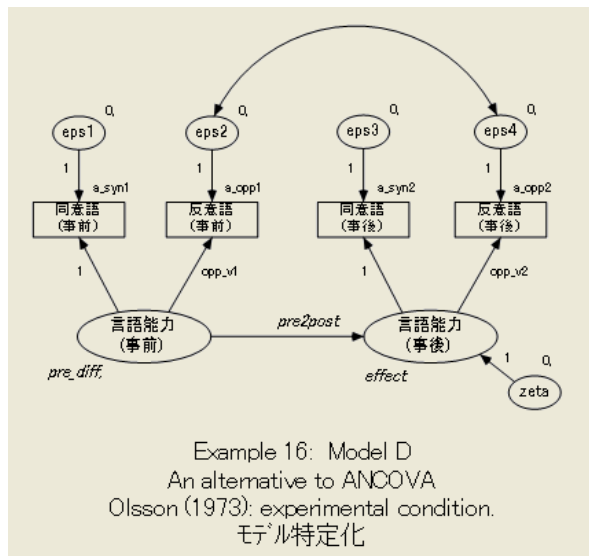 0,
0,
0,
0,
eps1
eps2
eps3
eps4
1
1
1
1
a_syn1
a_opp1
a_syn2
a_opp2
同意語
(事前)
反意語
(事前)
同意語
(事後)
反意語
(事後)
1
opp_v1
1
opp_v2
言語能力
(事前)
pre2post
言語能力
(事後)
pre_diff,
effect
1
0,
zeta
Example 16: Model D
An alternative to ANCOVA
Olsson (1973): experimental condition.
モデル特定化